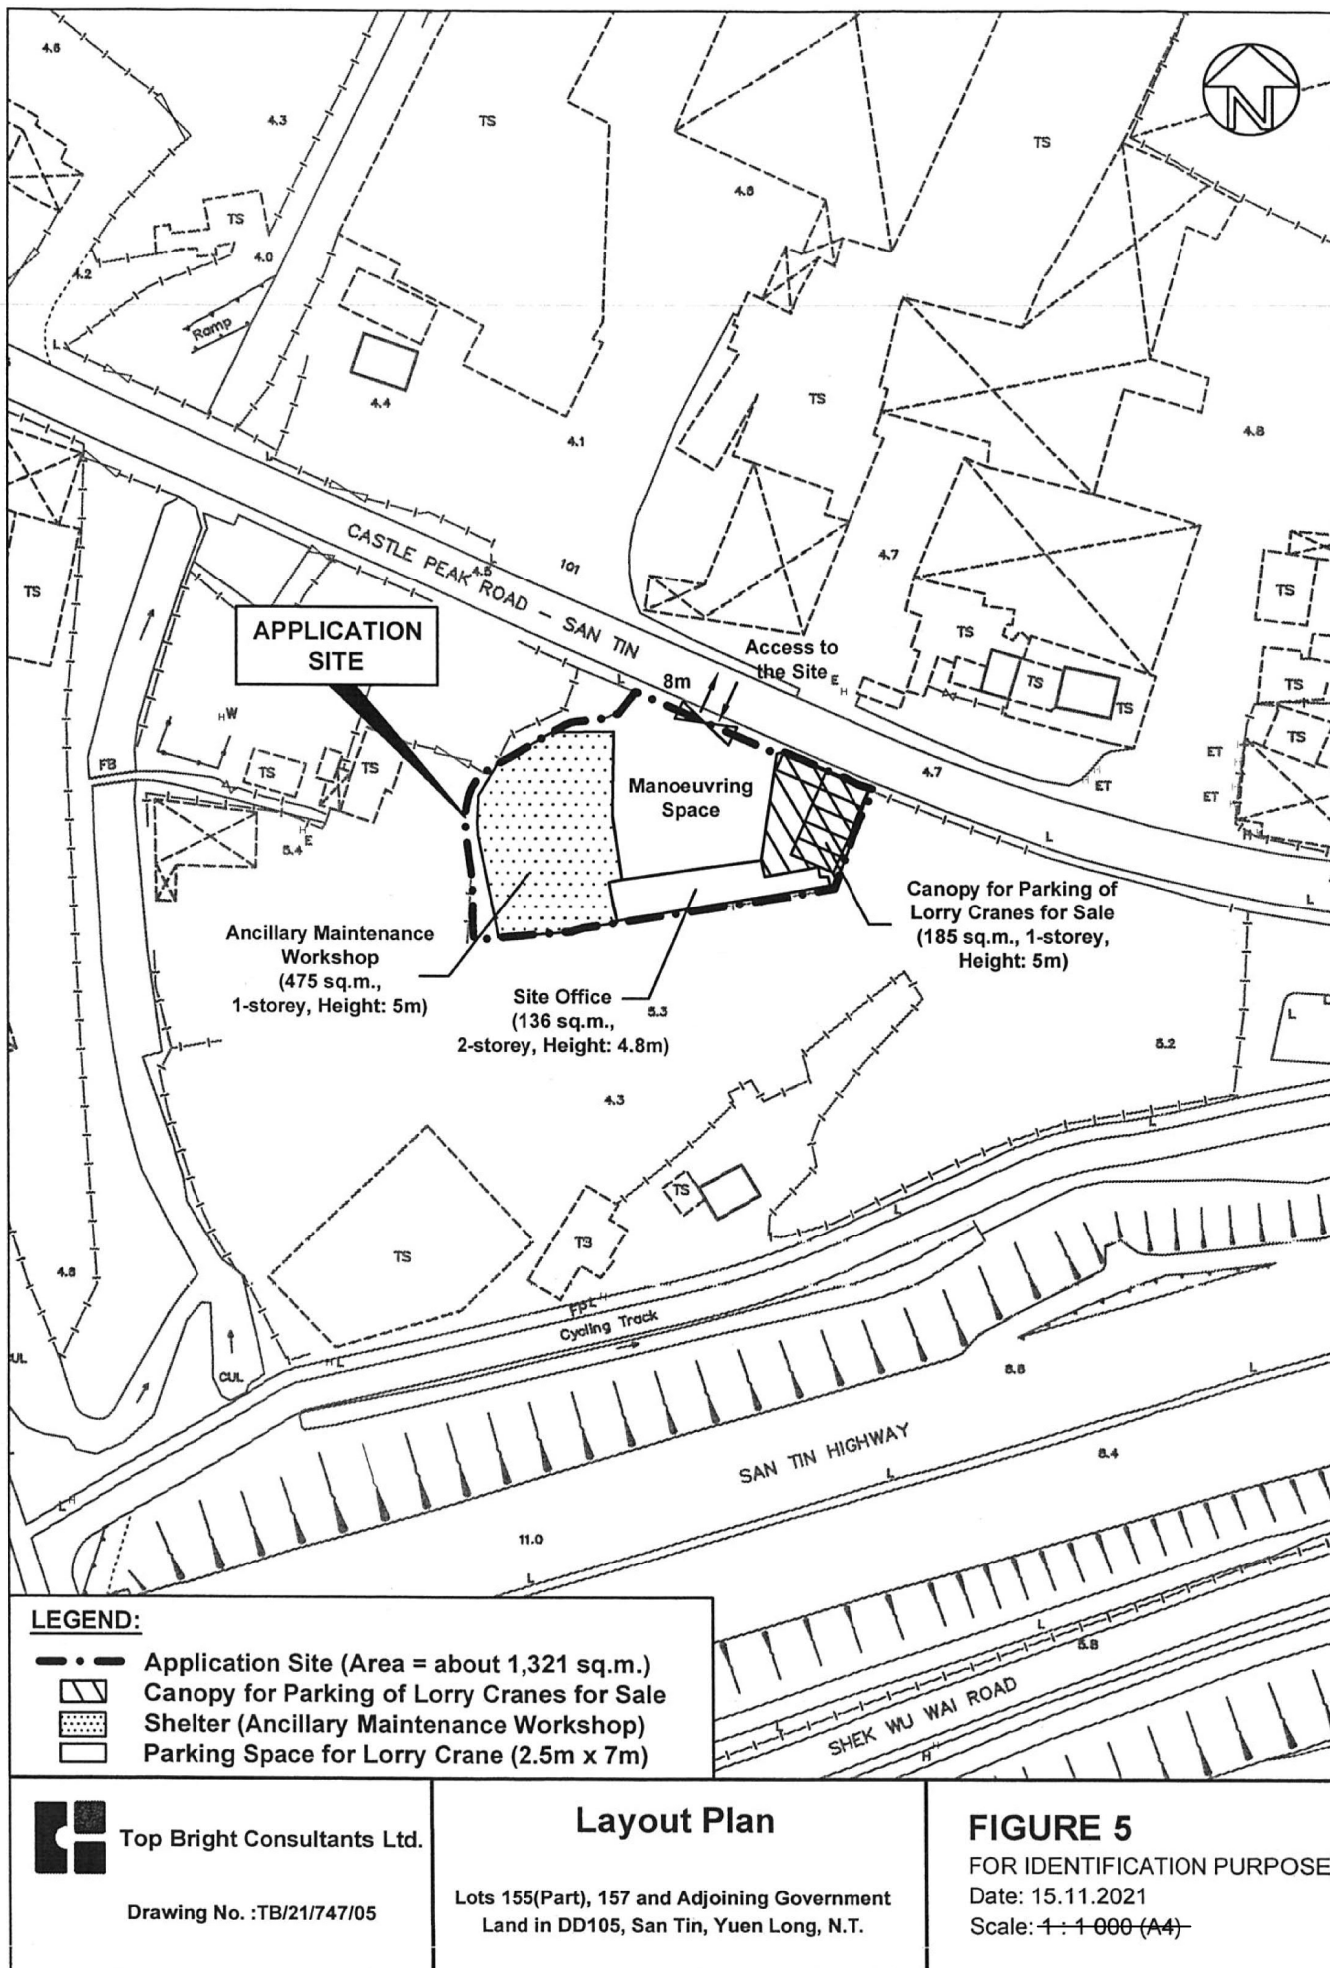 4.6
4.3
TS
TS
N
TS
4.6
4.2
4.0
Ramp
L
4.4
4.1
TS
4.8
L
CASTLE PEAK ROAD - SAN TIN
4.5
101
L
4.7
TS
TS
APPLICATION
SITE
TS
TS
TS
TS
TS
Access to
the Site
8m
L
E
H
HW
TS
TS
FB
H
E
5.4
Manoeuvring
Space
4.7
H
H
ET
ET
TS
L
L
Ancillary Maintenance
Workshop
(475 sq.m.,
1-storey, Height: 5m)
Site Office
(136 sq.m.,
2-storey, Height: 4.8m)
5.3
Canopy for Parking of
Lorry Cranes for Sale
(185 sq.m., 1-storey,
Height: 5m)
5.2
L
L
4.3
L
TS
L
TS
TS
4.8
CUL
Cycling Track
L
8.8
L
SAN TIN HIGHWAY
L
8.4
11.0
L
L
5.8
SHEK WU WAI ROAD
H
LEGEND:
Application Site (Area = about 1,321 sq.m.)
Canopy for Parking of Lorry Cranes for Sale
Shelter (Ancillary Maintenance Workshop)
Parking Space for Lorry Crane (2.5m x 7m)
Top Bright Consultants Ltd.
Drawing No. :TB/21/747/05
Layout Plan
Lots 155(Part), 157 and Adjoining Government
Land in DD105, San Tin, Yuen Long, N.T.
FIGURE 5
FOR IDENTIFICATION PURPOSE
Date: 15.11.2021
Scale: 1 : 1 000 (A4)